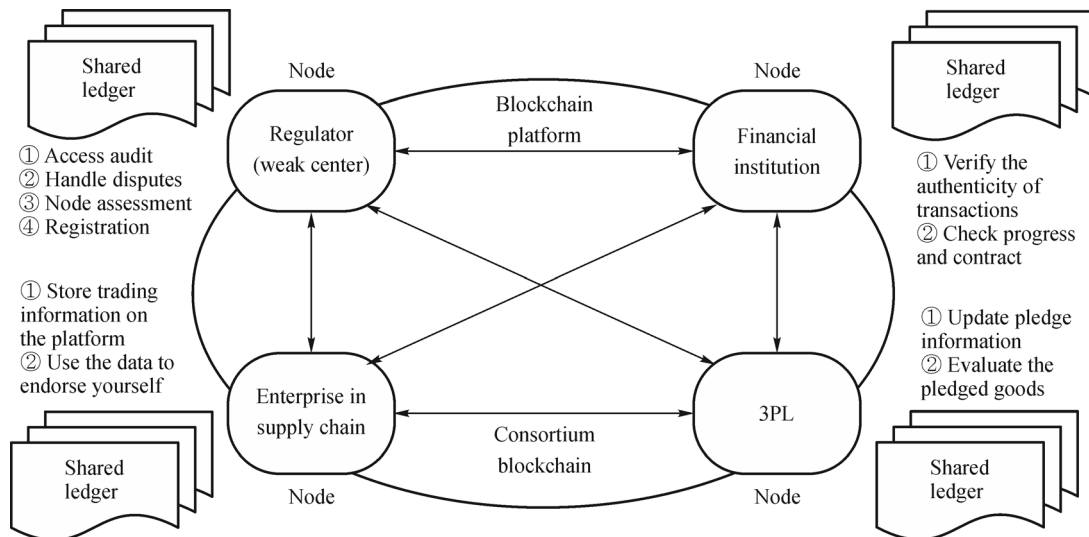 Shared
ledger
① Access audit
② Handle disputes
③ Node assessment
④ Registration
Node
Regulator
(weak center)
Blockchain
platform
Node
Financial
institution
Shared
ledger
① Verify the
authenticity of
transactions
② Check progress
and contract
① Store trading
information on
the platform
② Use the data to
endorse yourself
Shared
ledger
Enterprise in
supply chain
Node
Consortium
blockchain
3PL
Node
① Update pledge
information
② Evaluate the
pledged goods
Shared
ledger